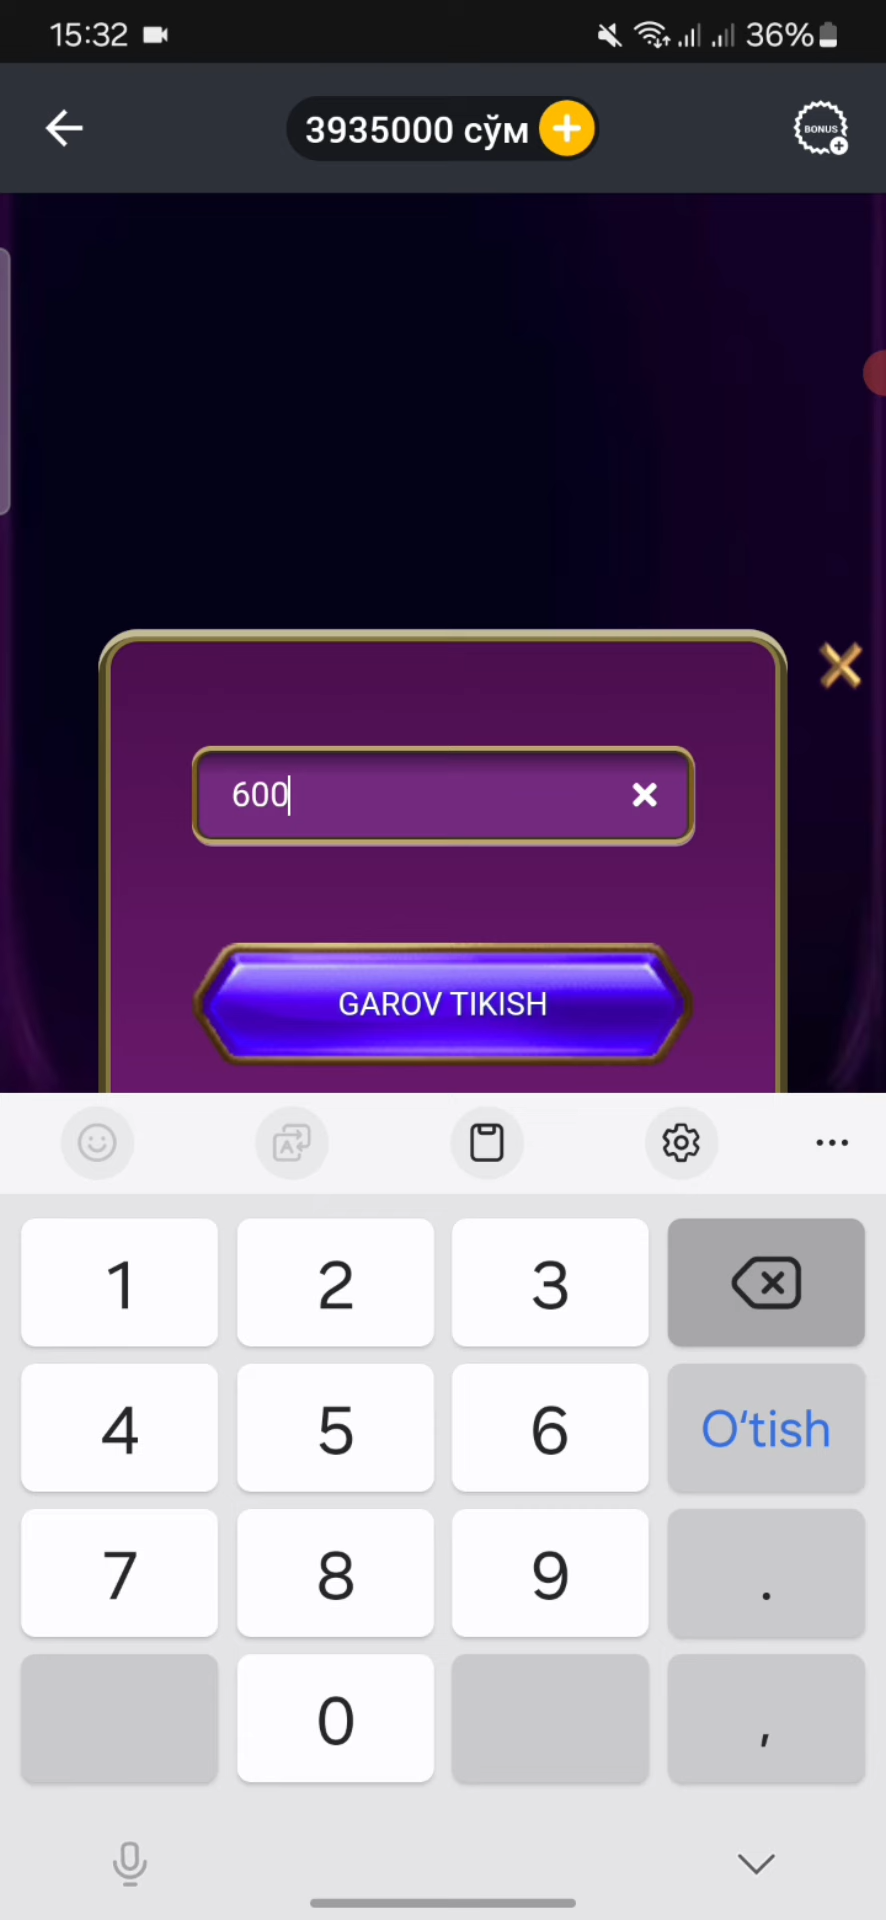 15:32
36%
3935000 сўм
BONUS
600
GAROV TIKISH
1 2 3
4 5 6 Oʻtish
7 8 9 .
0 ,